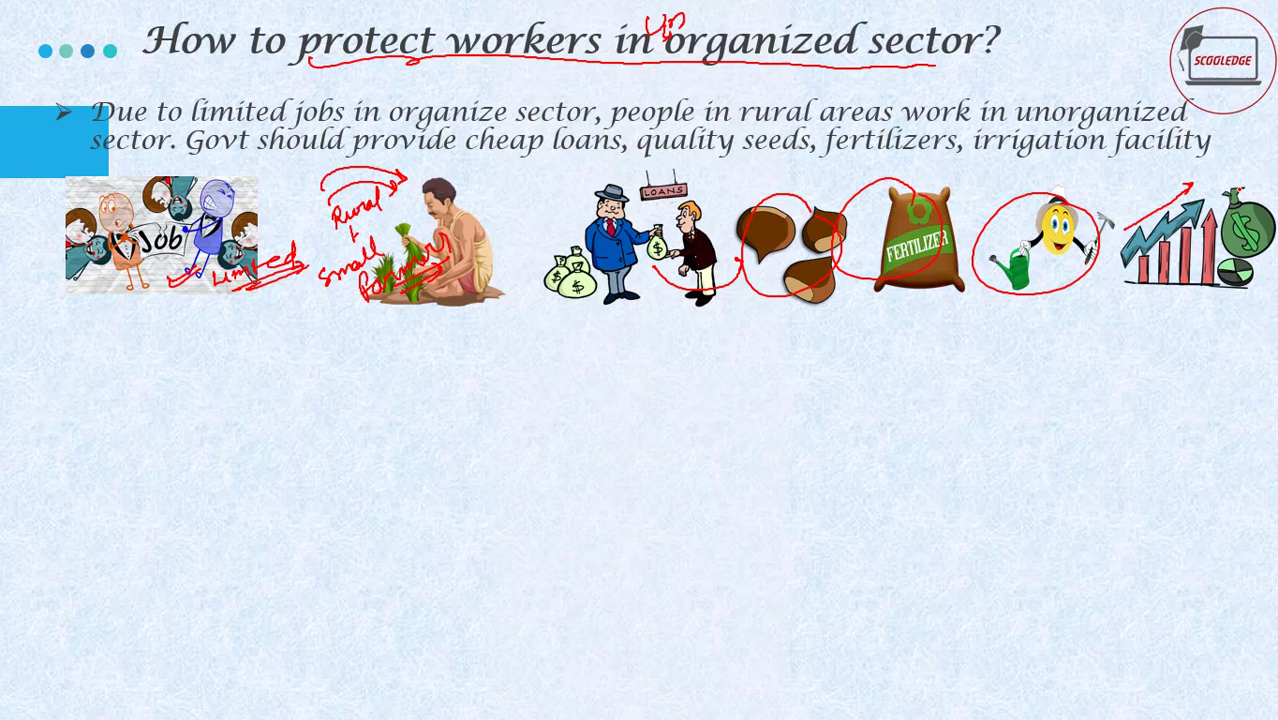 How to protect workers in organized sector?
Un
SCOOLEDGE
Due to limited jobs in organize sector, people in rural areas work in unorganized
sector. Govt should provide cheap loans, quality seeds, fertilizers, irrigation facility
Job
Limited
Rural
Small
LOANS
FERTILIZER
$
$
$
$
$